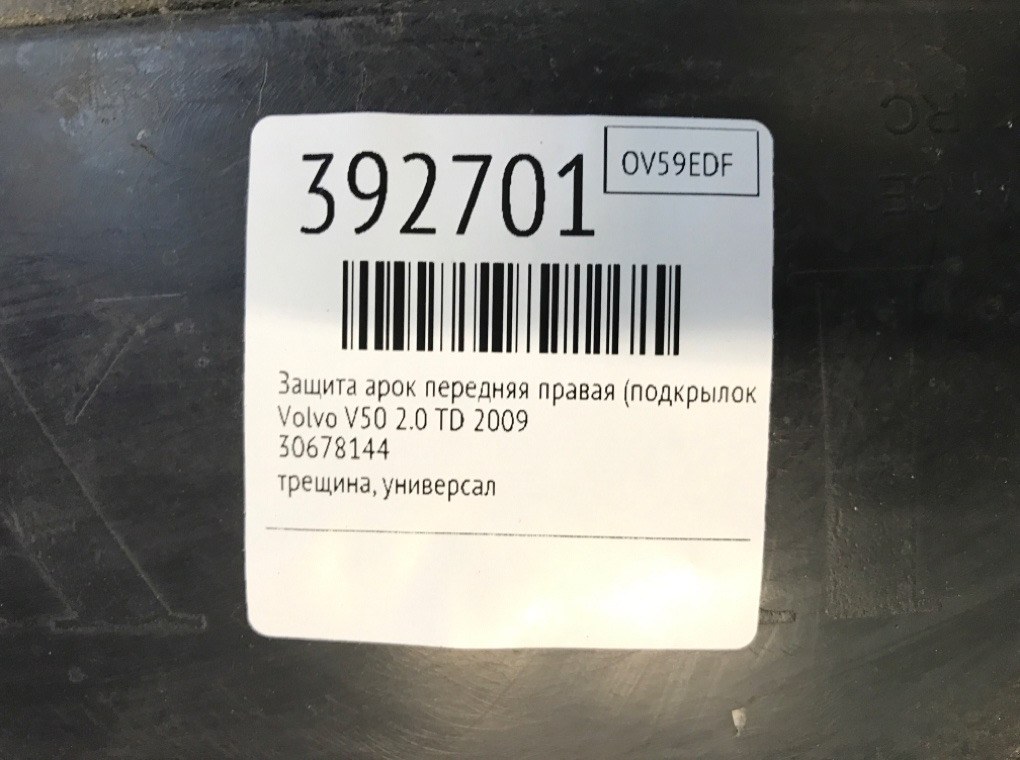 392701
OV59EDF
Защита арок передняя правая (подкрылок
Volvo V50 2.0 TD 2009
30678144
трещина, универсал